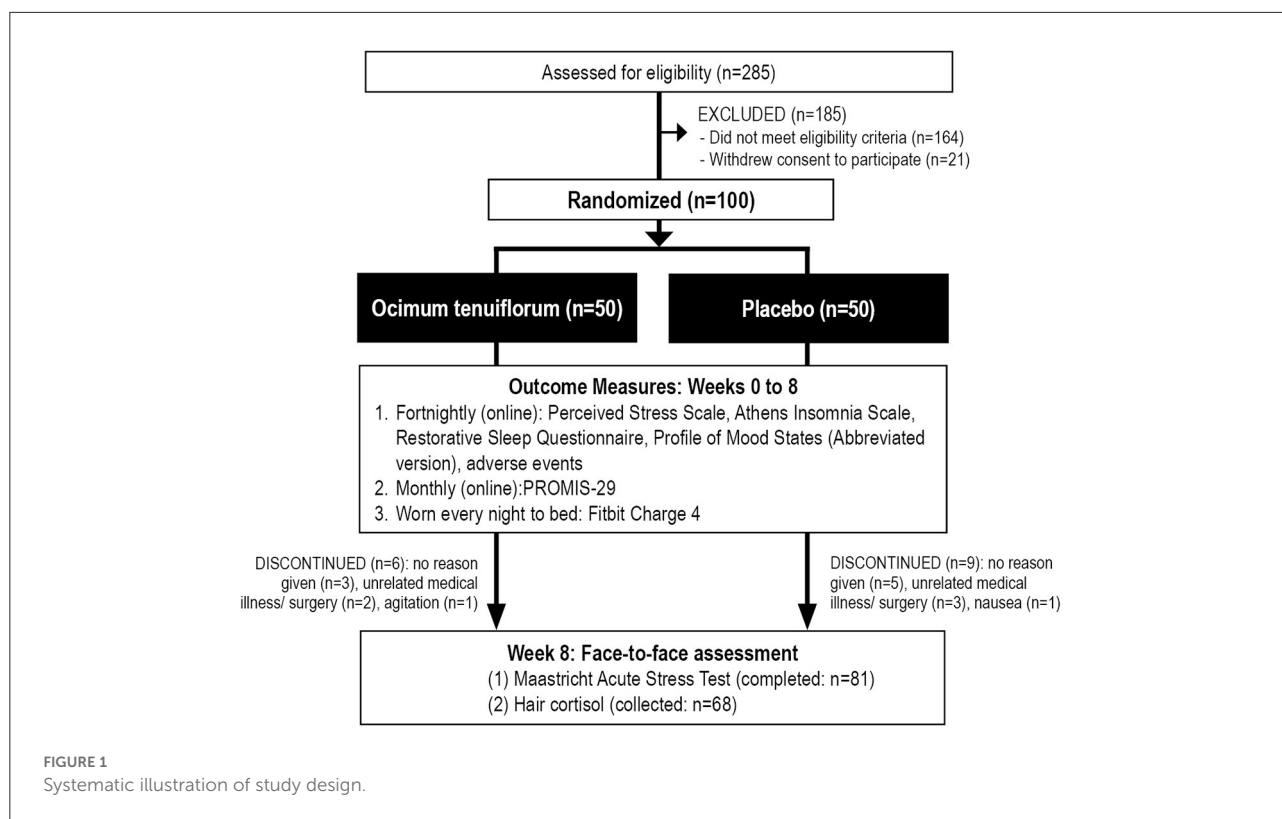 Assessed for eligibility (n=285)
EXCLUDED (n=185)
- Did not meet eligibility criteria (n=164)
- Withdrew consent to participate (n=21)
Randomized (n=100)
Ocimum tenuiflorum (n=50)
Placebo (n=50)
Outcome Measures: Weeks 0 to 8
1. Fortnightly (online): Perceived Stress Scale, Athens Insomnia Scale,
Restorative Sleep Questionnaire, Profile of Mood States (Abbreviated
version), adverse events
2. Monthly (online):PROMIS-29
3. Worn every night to bed: Fitbit Charge 4
DISCONTINUED (n=6): no reason
given (n=3), unrelated medical
illness/ surgery (n=2), agitation (n=1)
DISCONTINUED (n=9): no reason
given (n=5), unrelated medical
illness/ surgery (n=3), nausea (n=1)
Week 8: Face-to-face assessment
(1) Maastricht Acute Stress Test (completed: n=81)
(2) Hair cortisol (collected: n=68)
FIGURE 1
Systematic illustration of study design.